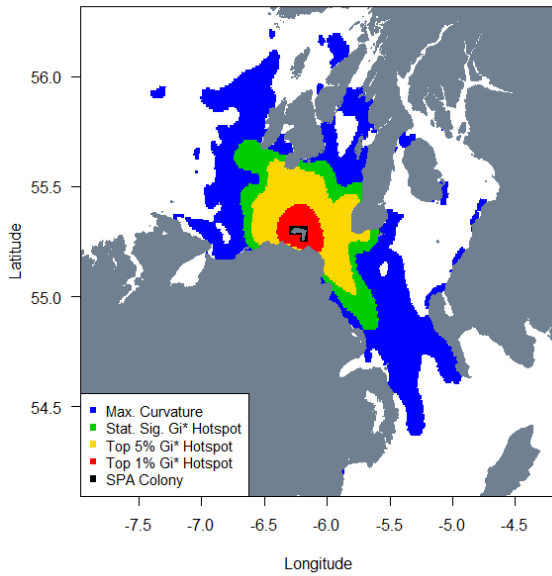 56.0
55.5
55.0
54.5
Latitude
Max. Curvature
Stat. Sig. Gi* Hotspot
Top 5% Gi* Hotspot
Top 1% Gi* Hotspot
SPA Colony
-7.5 -7.0 -6.5 -6.0 -5.5 -5.0 -4.5
Longitude